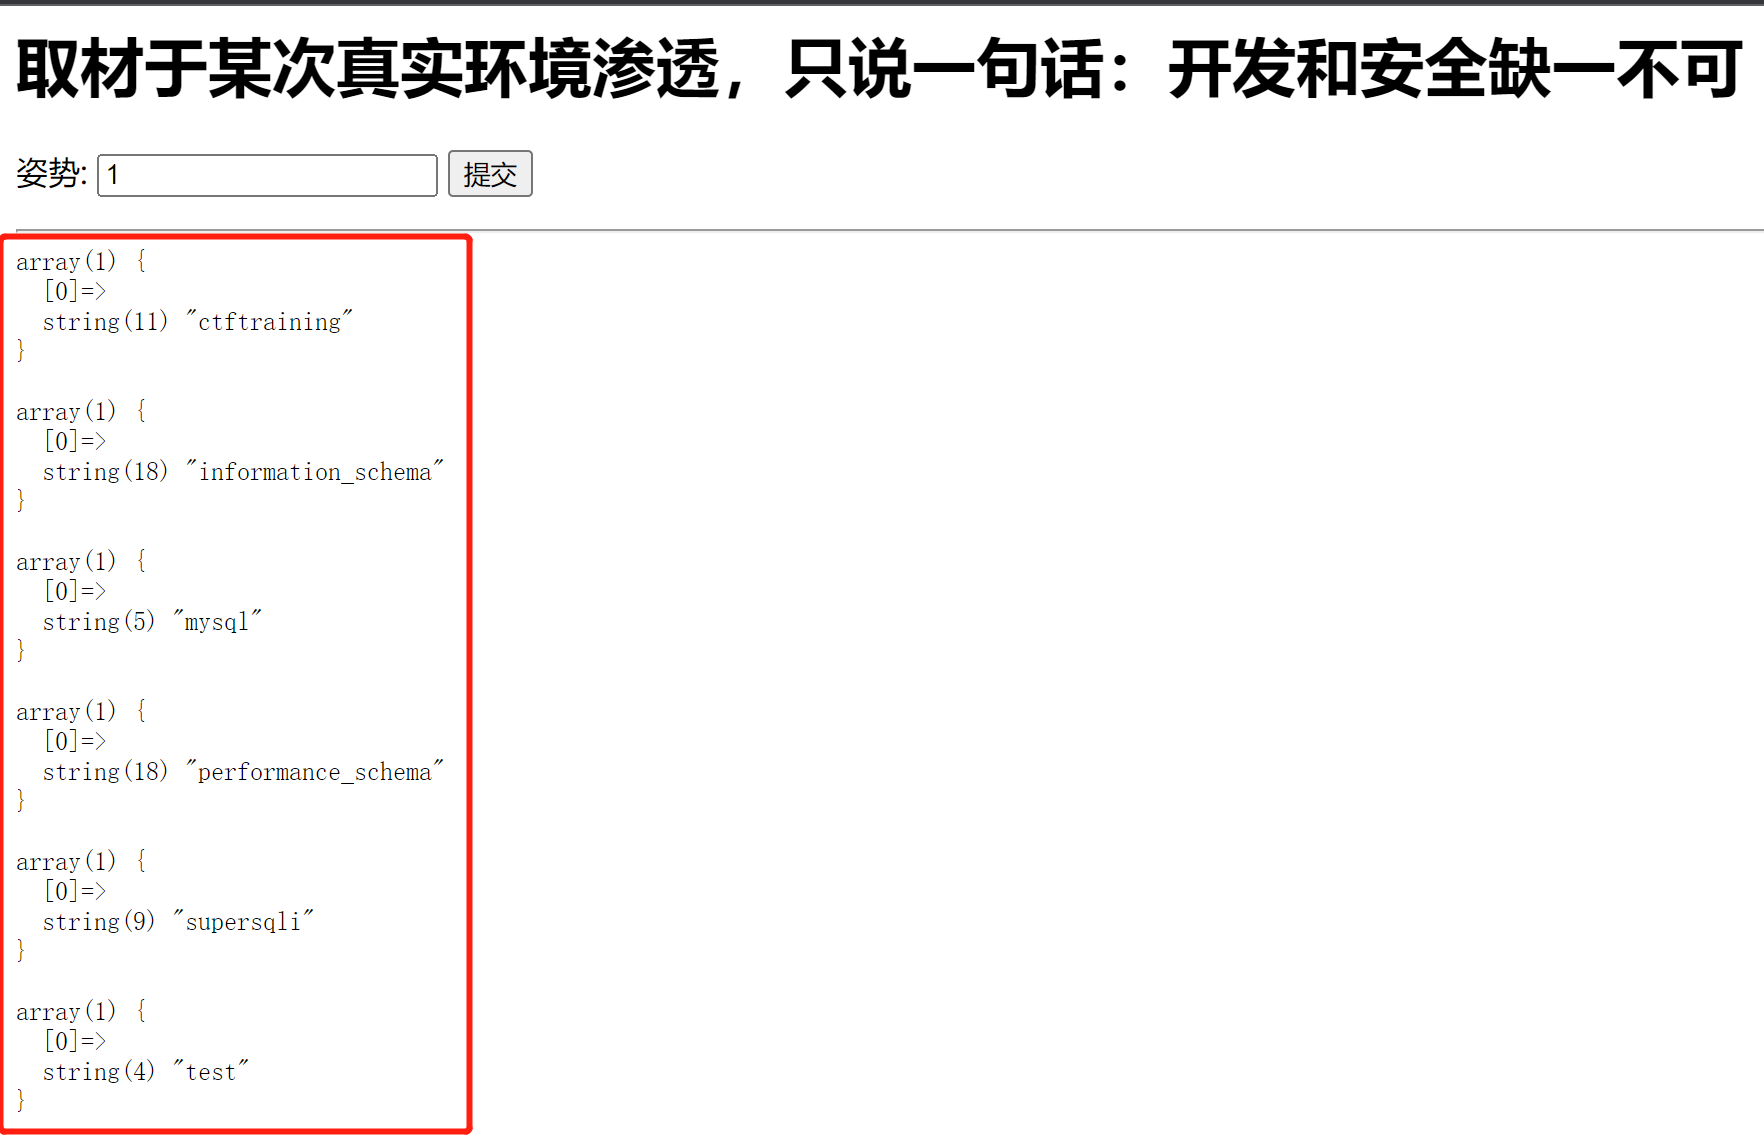 取材于某次真实环境渗透，只说一句话：开发和安全缺一不可
姿势: 1 提交
array(1) {
  [0]=>
  string(11) "ctftraining"
}
array(1) {
  [0]=>
  string(18) "information_schema"
}
array(1) {
  [0]=>
  string(5) "mysql"
}
array(1) {
  [0]=>
  string(18) "performance_schema"
}
array(1) {
  [0]=>
  string(9) "supersqli"
}
array(1) {
  [0]=>
  string(4) "test"
}